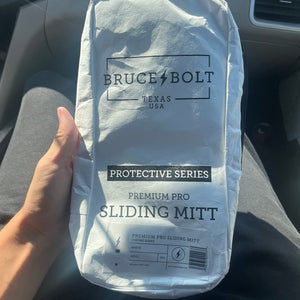 BRUCE BOLT
TEXAS
USA
PROTECTIVE SERIES
PREMIUM PRO
SLIDING MITT
PREMIUM PRO SLIDING MITT